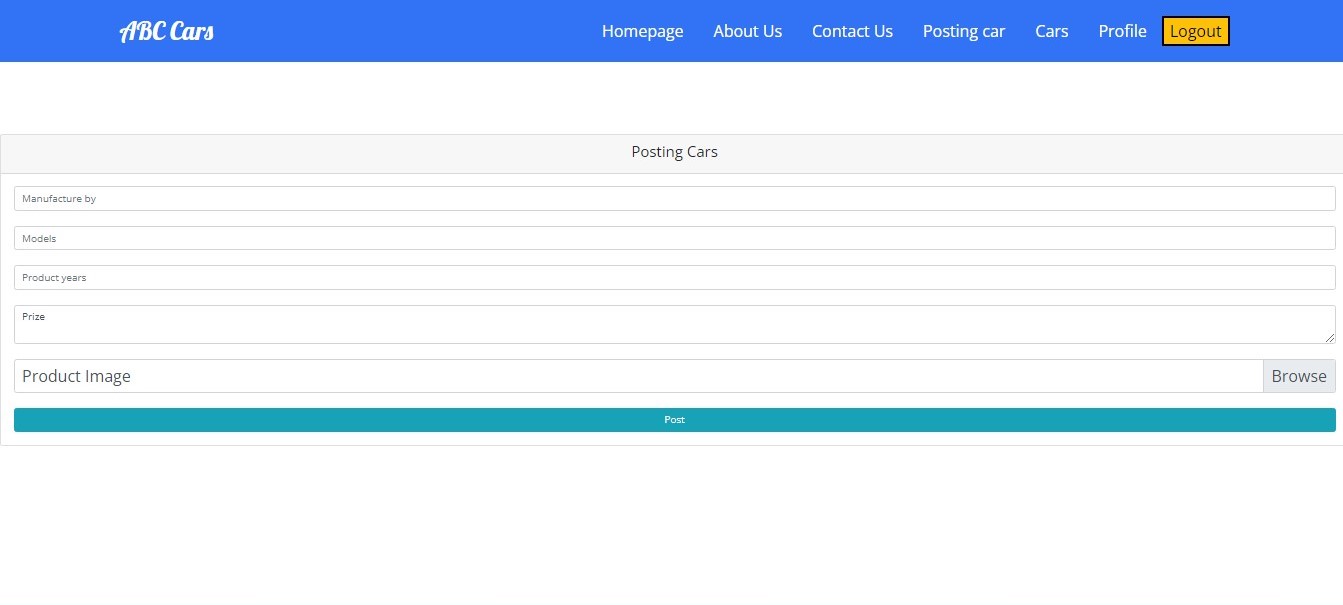 ABC Cars Homepage About Us Contact Us Posting car Cars Profile Logout
Posting Cars
Manufacture by
Models
Product years
Prize
Product Image Browse
Post